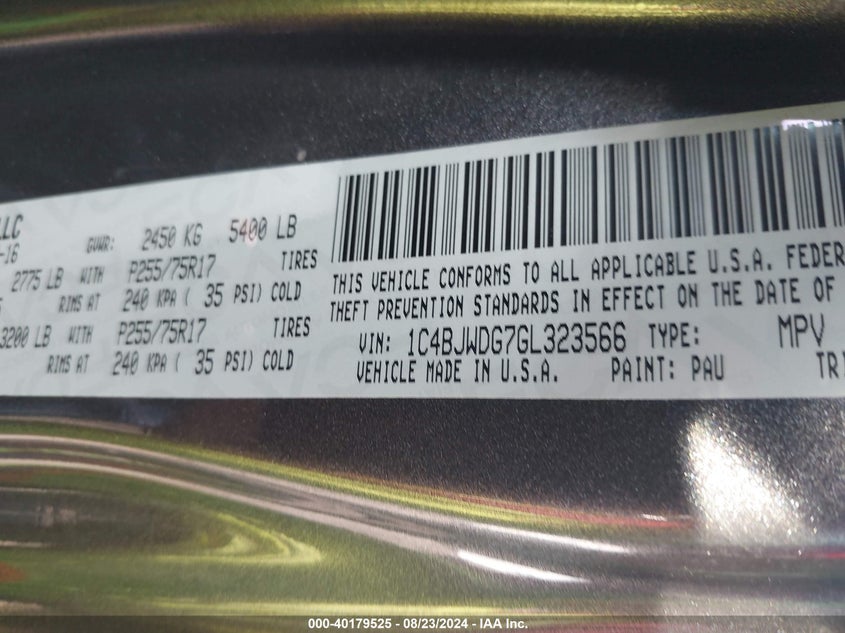 LLC
-16
GVWR: 2450 KG 5400 LB
2775 LB WITH P255/75R17 TIRES
RIMS AT 240 KPA ( 35 PSI) COLD
3200 LB WITH P255/75R17 TIRES
RIMS AT 240 KPA ( 35 PSI) COLD
THIS VEHICLE CONFORMS TO ALL APPLICABLE U.S.A. FEDER
THEFT PREVENTION STANDARDS IN EFFECT ON THE DATE OF
VIN: 1C4BJWDG7GL323566 TYPE: MPV
VEHICLE MADE IN U.S.A. PAINT: PAU
000-40179525 - 08/23/2024 - IAA Inc.